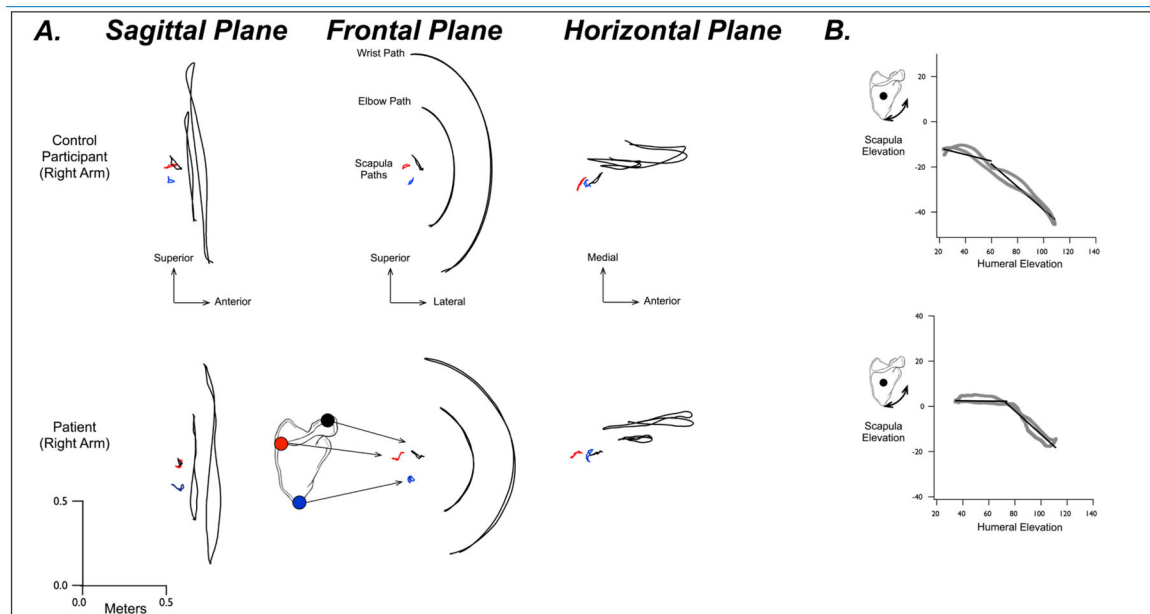 A. Sagittal Plane Frontal Plane Horizontal Plane B.
Wrist Path
Elbow Path
Scapula
Paths
Control
Participant
(Right Arm)
Superior
Anterior
Superior
Lateral
Medial
Anterior
Scapula
Elevation
20
0
-20
-40
20 40 60 80 100 120 140
Humeral Elevation
Patient
(Right Arm)
0.5
0.0
0.0 0.5
Meters
Scapula
Elevation
40
20
0
-20
-40
20 40 60 80 100 120 140
Humeral Elevation